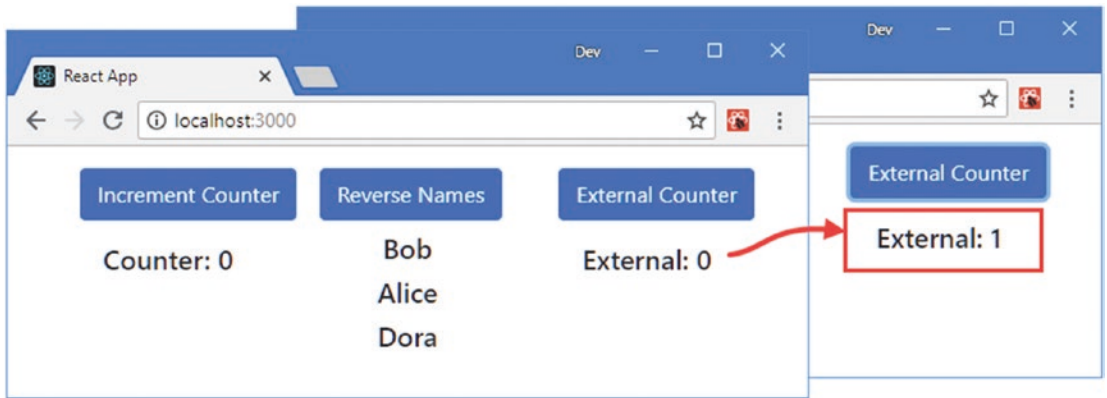 Dev
Dev
React App
localhost:3000
Increment Counter
Reverse Names
External Counter
External Counter
Counter: 0
Bob
Alice
Dora
External: 0
External: 1